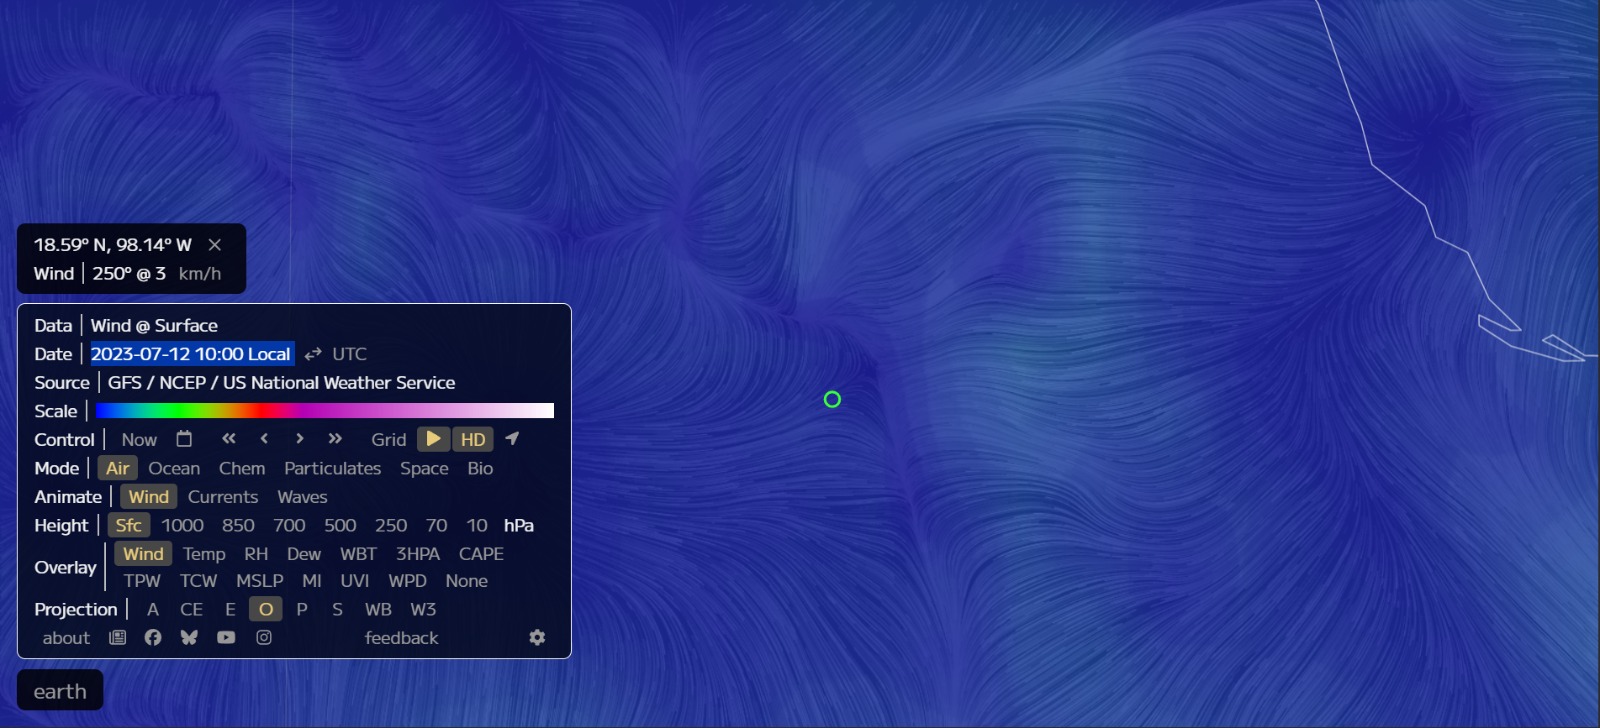 18.59° N, 98.14° W ×
Wind | 250° @ 3 km/h
Data | Wind @ Surface
Date | 2023-07-12 10:00 Local ⇄ UTC
Source | GFS / NCEP / US National Weather Service
Scale |
Control | Now « ‹ › » Grid HD
Mode | Air Ocean Chem Particulates Space Bio
Animate | Wind Currents Waves
Height | Sfc 1000 850 700 500 250 70 10 hPa
Overlay | Wind Temp RH Dew WBT 3HPA CAPE
TPW TCW MSLP MI UVI WPD None
Projection | A CE E O P S WB W3
about feedback
earth